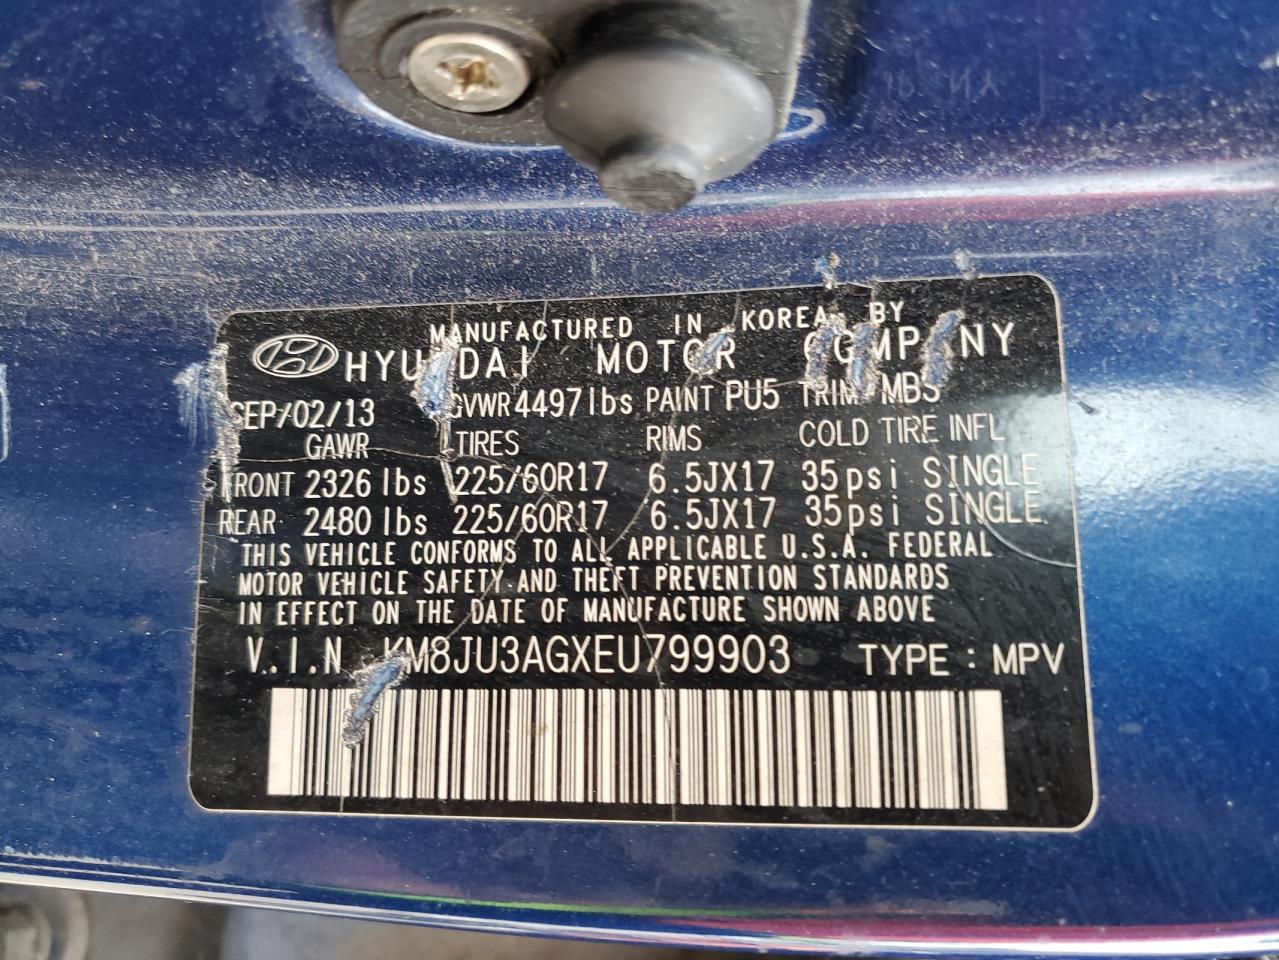 MANUFACTURED IN KOREA BY
HYUNDAI MOTOR COMPANY
SEP/02/13 GVWR 4497lbs PAINT PU5 TRIM MBS
GAWR TIRES RIMS COLD TIRE INFL
FRONT 2326 lbs 225/60R17 6.5JX17 35psi SINGLE
REAR 2480 lbs 225/60R17 6.5JX17 35psi SINGLE
THIS VEHICLE CONFORMS TO ALL APPLICABLE U.S.A. FEDERAL
MOTOR VEHICLE SAFETY AND THEFT PREVENTION STANDARDS
IN EFFECT ON THE DATE OF MANUFACTURE SHOWN ABOVE
V.I.N KM8JU3AGXEU799903 TYPE : MPV